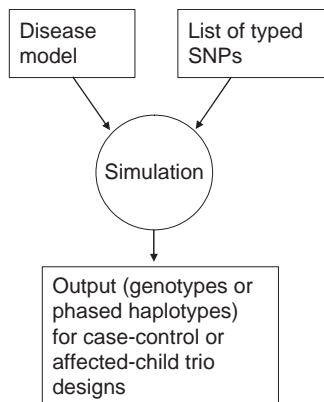 Disease
model
List of typed
SNPs
Simulation
Output (genotypes or
phased haplotypes)
for case-control or
affected-child trio
designs